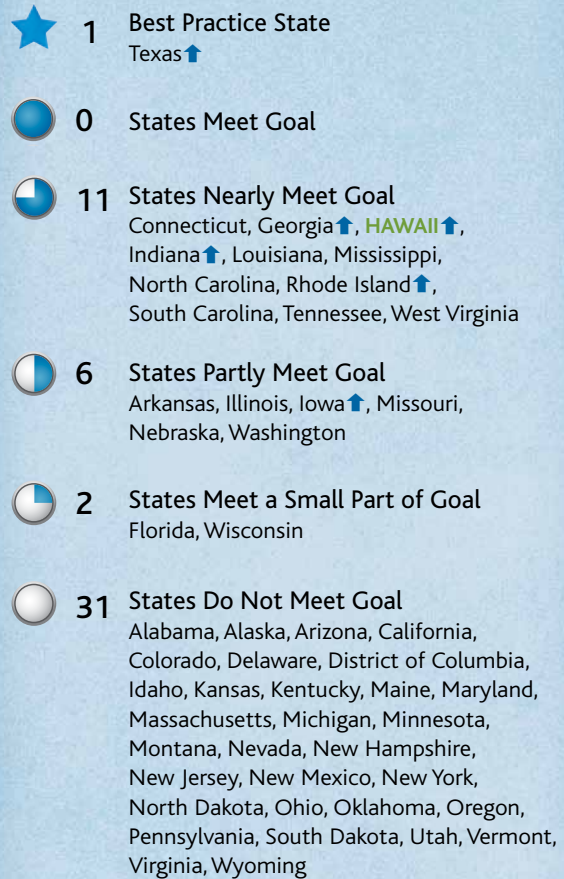 1 Best Practice State
Texas⬆
0 States Meet Goal
11 States Nearly Meet Goal
Connecticut, Georgia⬆, HAWAII⬆,
Indiana⬆, Louisiana, Mississippi,
North Carolina, Rhode Island⬆,
South Carolina, Tennessee, West Virginia
6 States Partly Meet Goal
Arkansas, Illinois, Iowa⬆, Missouri,
Nebraska, Washington
2 States Meet a Small Part of Goal
Florida, Wisconsin
31 States Do Not Meet Goal
Alabama, Alaska, Arizona, California,
Colorado, Delaware, District of Columbia,
Idaho, Kansas, Kentucky, Maine, Maryland,
Massachusetts, Michigan, Minnesota,
Montana, Nevada, New Hampshire,
New Jersey, New Mexico, New York,
North Dakota, Ohio, Oklahoma, Oregon,
Pennsylvania, South Dakota, Utah, Vermont,
Virginia, Wyoming